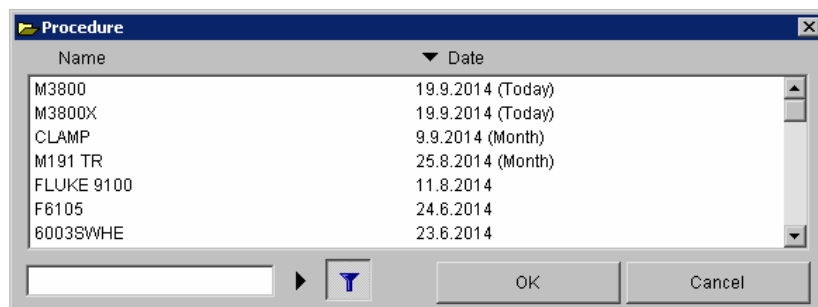 Procedure
Name Date
M3800 19.9.2014 (Today)
M3800X 19.9.2014 (Today)
CLAMP 9.9.2014 (Month)
M191 TR 25.8.2014 (Month)
FLUKE 9100 11.8.2014
F6105 24.6.2014
6003SWHE 23.6.2014
OK Cancel